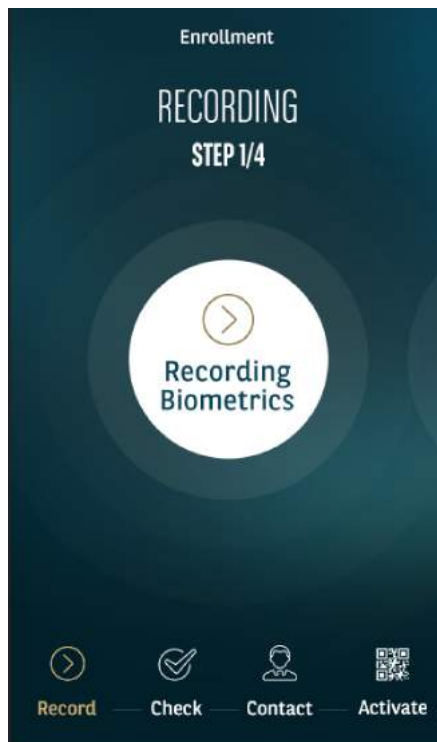 Enrollment
RECORDING
STEP 1/4
Recording
Biometrics
Record Check Contact Activate